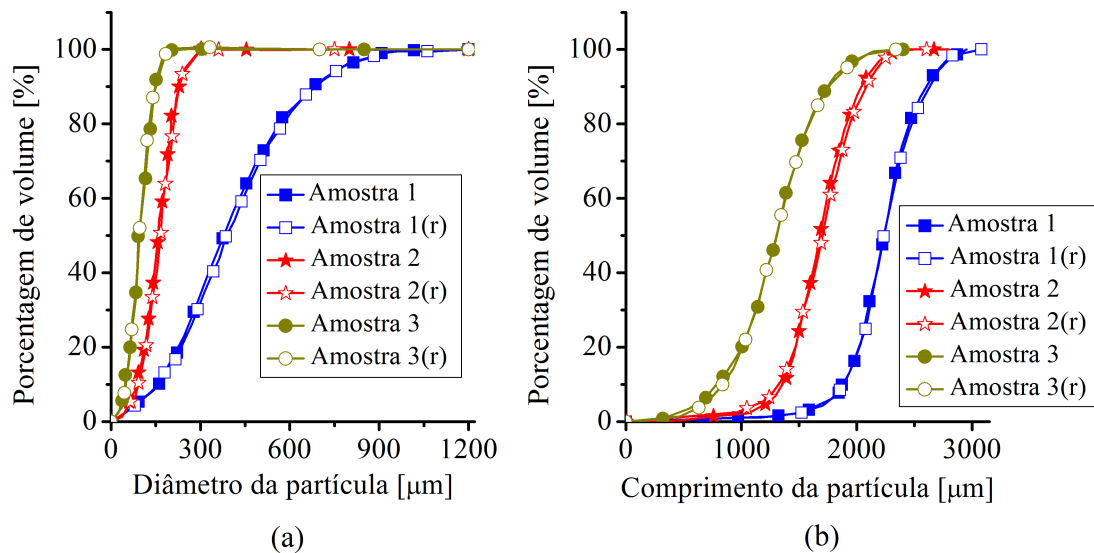 100
80
60
40
20
0
Porcentagem de volume [%]
Amostra 1
Amostra 1(r)
Amostra 2
Amostra 2(r)
Amostra 3
Amostra 3(r)
0
300
600
900
1200
Diâmetro da partícula [μm]
(a)
100
80
60
40
20
0
Porcentagem de volume [%]
Amostra 1
Amostra 1(r)
Amostra 2
Amostra 2(r)
Amostra 3
Amostra 3(r)
0
1000
2000
3000
Comprimento da partícula [μm]
(b)